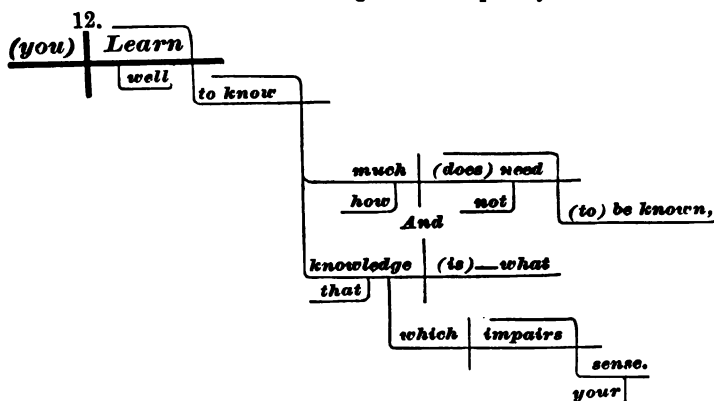 12.
(you) Learn
well
to know
much (does) need
how not
(to) be known,
And
knowledge (is)—what
that
which impairs
sense.
your